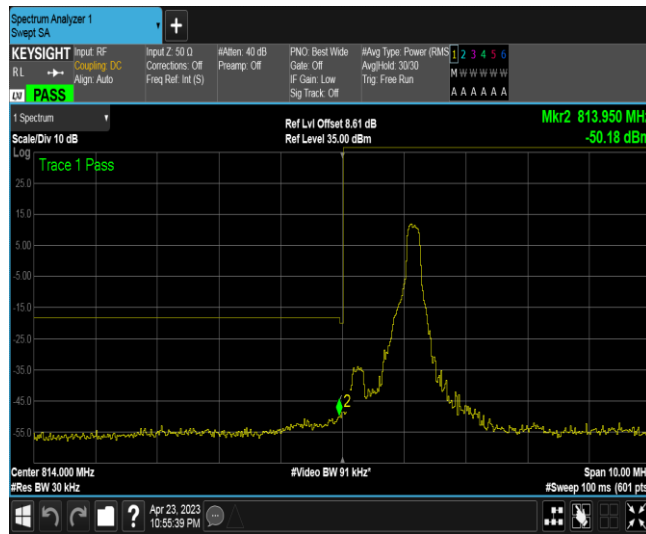 Spectrum Analyzer 1
Swept SA
+
KEYSIGHT
RL
LXI PASS
Input: RF
Coupling: DC
Align: Auto
Input Z: 50 Ω
Corrections: Off
Freq Ref: Int (S)
#Atten: 40 dB
Preamp: Off
PNO: Best Wide
Gate: Off
IF Gain: Low
Sig Track: Off
#Avg Type: Power (RMS
Avg|Hold: 30/30
Trig: Free Run
1 2 3 4 5 6
M W W W W W
A A A A A A
1 Spectrum
Scale/Div 10 dB
Ref Lvl Offset 8.61 dB
Ref Level 35.00 dBm
Mkr2 813.950 MHz
-50.18 dBm
Log
Trace 1 Pass
25.0
15.0
5.00
-5.00
-15.0
-25.0
-35.0
-45.0
-55.0
2
Center 814.000 MHz
#Res BW 30 kHz
#Video BW 91 kHz*
Span 10.00 MH
#Sweep 100 ms (601 pts
?
Apr 23, 2023
10:55:39 PM